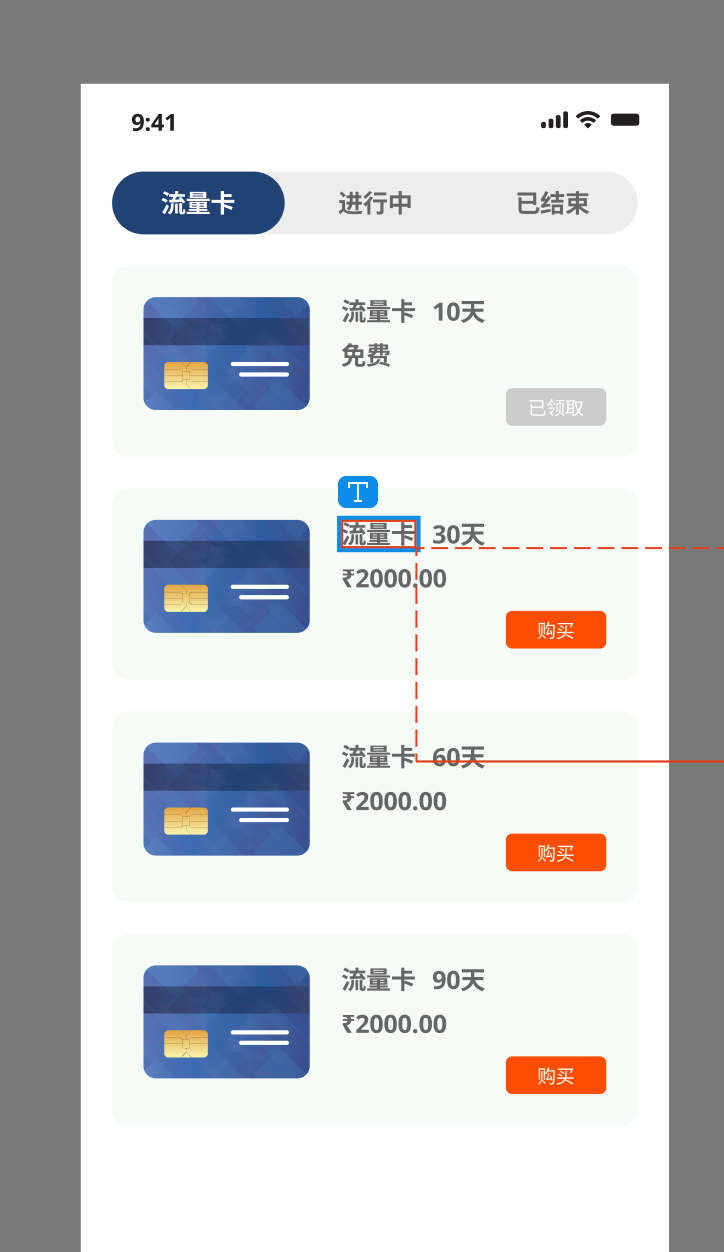 9:41
流量卡 进行中 已结束
流量卡 10天
免费
已领取
T
流量卡 30天
₹2000.00
购买
流量卡 60天
₹2000.00
购买
流量卡 90天
₹2000.00
购买